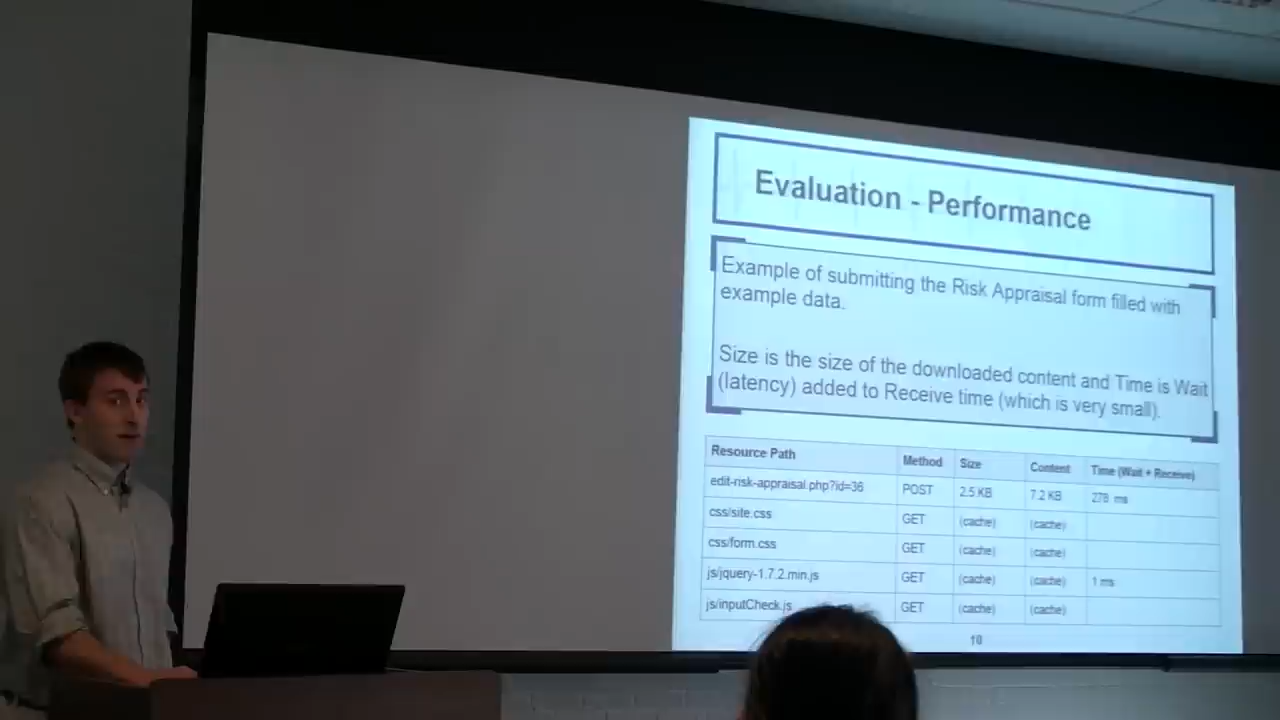 Evaluation - Performance
Example of submitting the Risk Appraisal form filled with
example data.
Size is the size of the downloaded content and Time is Wait
(latency) added to Receive time (which is very small).
Resource Path Method Size Content Time (Wait + Receive)
edit-risk-appraisal.php?id=36 POST 2.5 KB 7.2 KB 278 ms
css/site.css GET (cache) (cache)
css/form.css GET (cache) (cache)
js/jquery-1.7.2.min.js GET (cache) (cache) 1 ms
js/inputCheck.js GET (cache) (cache)
10